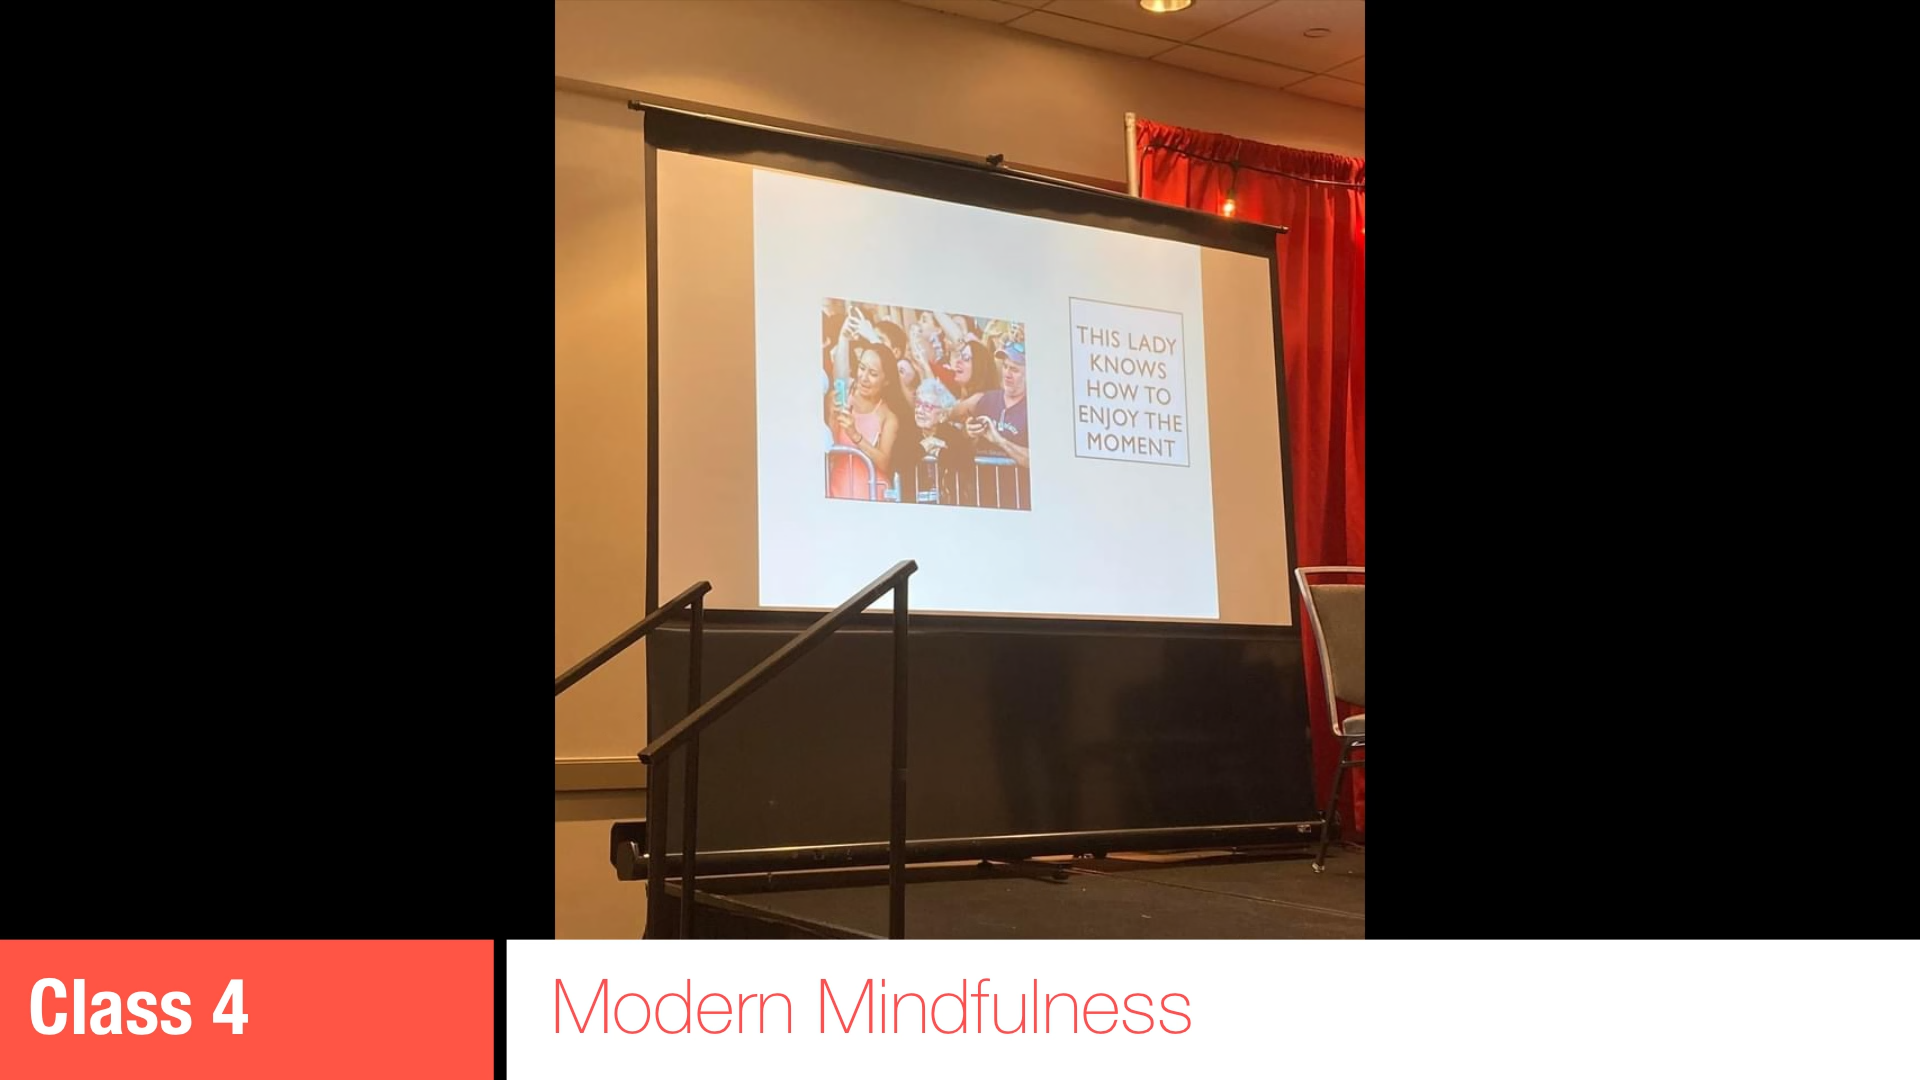 THIS LADY
KNOWS
HOW TO
ENJOY THE
MOMENT
Class 4
Modern Mindfulness